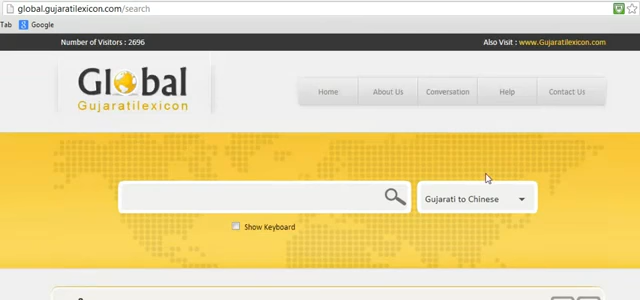 global.gujaratilexicon.com/search
Tab Google
Number of Visitors : 2696
Also Visit : www.Gujaratilexicon.com
Global
Gujaratilexicon
Home About Us Conversation Help Contact Us
Gujarati to Chinese
Show Keyboard